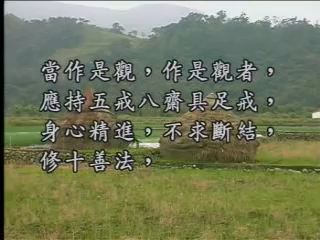 當作是觀，作是觀者，
應持五戒八齋具足戒，
身心精進，不求斷結，
修十善法，